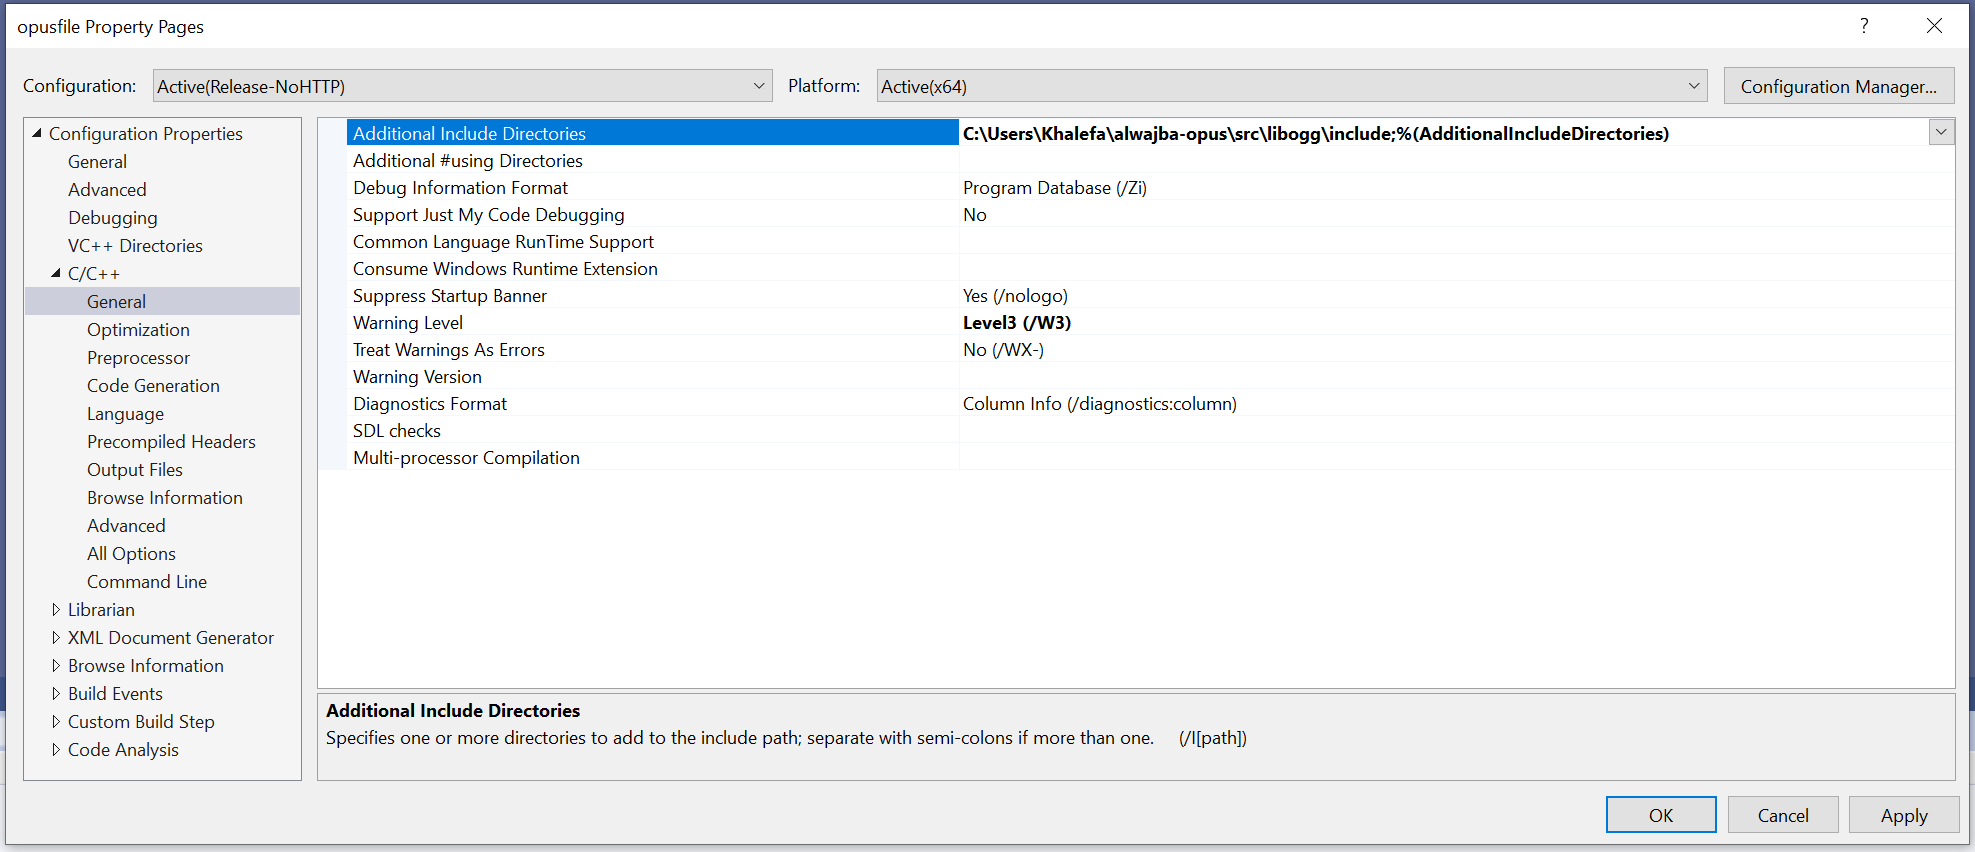 opusfile Property Pages
?
Configuration: Active(Release-NoHTTP) Platform: Active(x64) Configuration Manager...
Configuration Properties
General
Advanced
Debugging
VC++ Directories
C/C++
General
Optimization
Preprocessor
Code Generation
Language
Precompiled Headers
Output Files
Browse Information
Advanced
All Options
Command Line
Librarian
XML Document Generator
Browse Information
Build Events
Custom Build Step
Code Analysis
Additional Include Directories C:\Users\Khalefa\alwajba-opus\src\libogg\include;%(AdditionalIncludeDirectories)
Additional #using Directories
Debug Information Format Program Database (/Zi)
Support Just My Code Debugging No
Common Language RunTime Support
Consume Windows Runtime Extension
Suppress Startup Banner Yes (/nologo)
Warning Level Level3 (/W3)
Treat Warnings As Errors No (/WX-)
Warning Version
Diagnostics Format Column Info (/diagnostics:column)
SDL checks
Multi-processor Compilation
Additional Include Directories
Specifies one or more directories to add to the include path; separate with semi-colons if more than one. (/I[path])
OK Cancel Apply